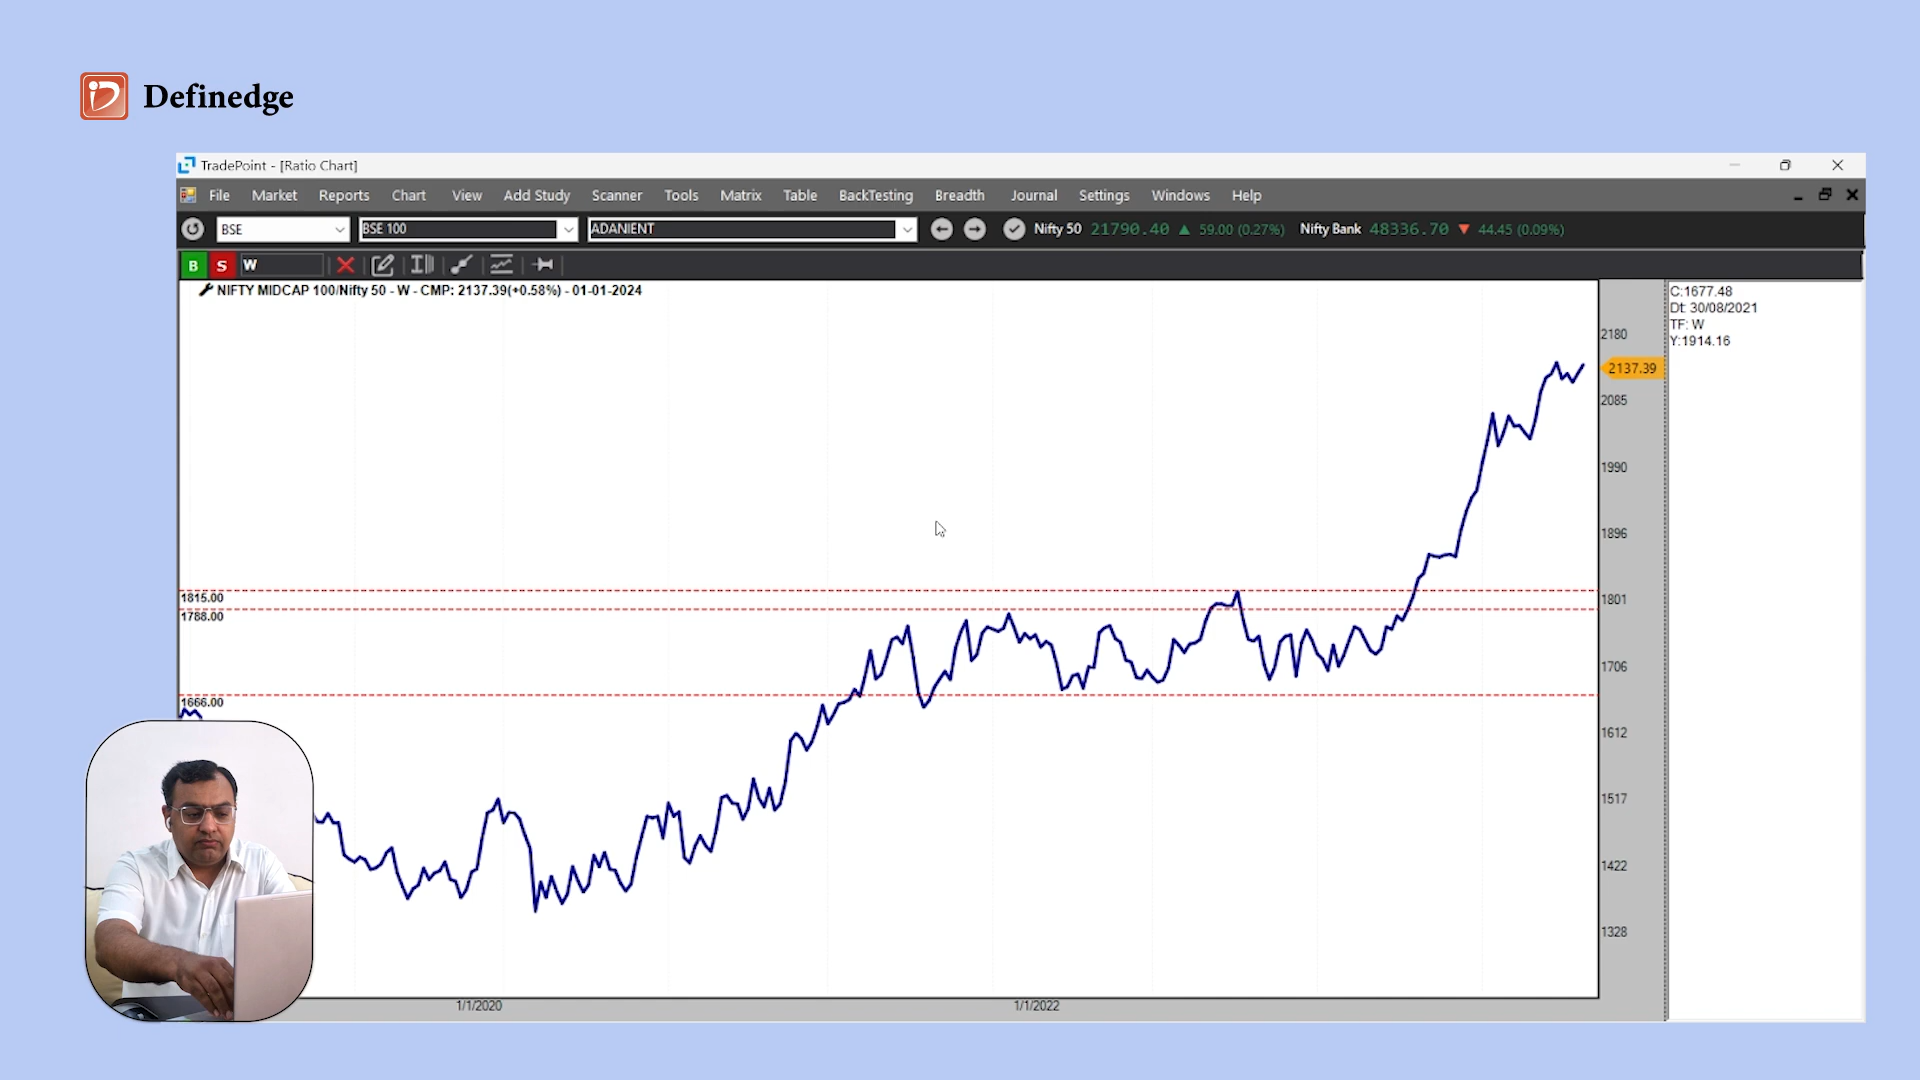 Definedge
TradePoint - [Ratio Chart]
File Market Reports Chart View Add Study Scanner Tools Matrix Table BackTesting Breadth Journal Settings Windows Help
BSE BSE 100 ADANIENT Nifty 50 21790.40 ▲ 59.00 (0.27%) Nifty Bank 48336.70 ▼ 44.45 (0.09%)
B S W
NIFTY MIDCAP 100/Nifty 50 - W - CMP: 2137.39(+0.58%) - 01-01-2024
C:1677.48
Dt: 30/08/2021
TF: W
Y:1914.16
2180
2137.39
2085
1990
1896
1815.00
1801
1788.00
1706
1666.00
1612
1517
1422
1328
1/1/2020 1/1/2022